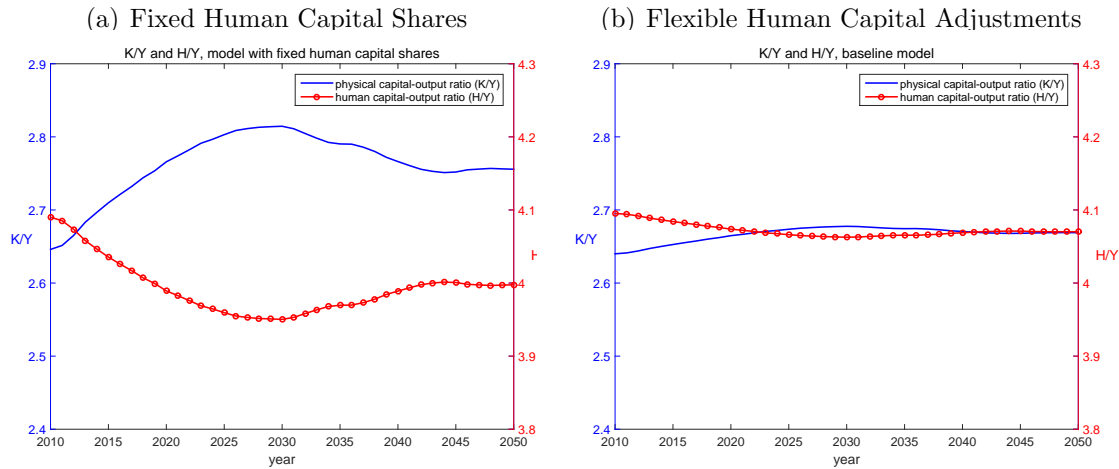 (a) Fixed Human Capital Shares
K/Y and H/Y, model with fixed human capital shares
physical capital-output ratio (K/Y)
human capital-output ratio (H/Y)
2.9
2.8
2.7
2.6
2.5
2.4
K/Y
4.3
4.2
4.1
4
3.9
3.8
2010 2015 2020 2025 2030 2035 2040 2045 2050
year
(b) Flexible Human Capital Adjustments
K/Y and H/Y, baseline model
physical capital-output ratio (K/Y)
human capital-output ratio (H/Y)
2.9
2.8
2.7
2.6
2.5
2.4
K/Y
4.3
4.2
4.1
4
3.9
3.8
H/Y
2010 2015 2020 2025 2030 2035 2040 2045 2050
year